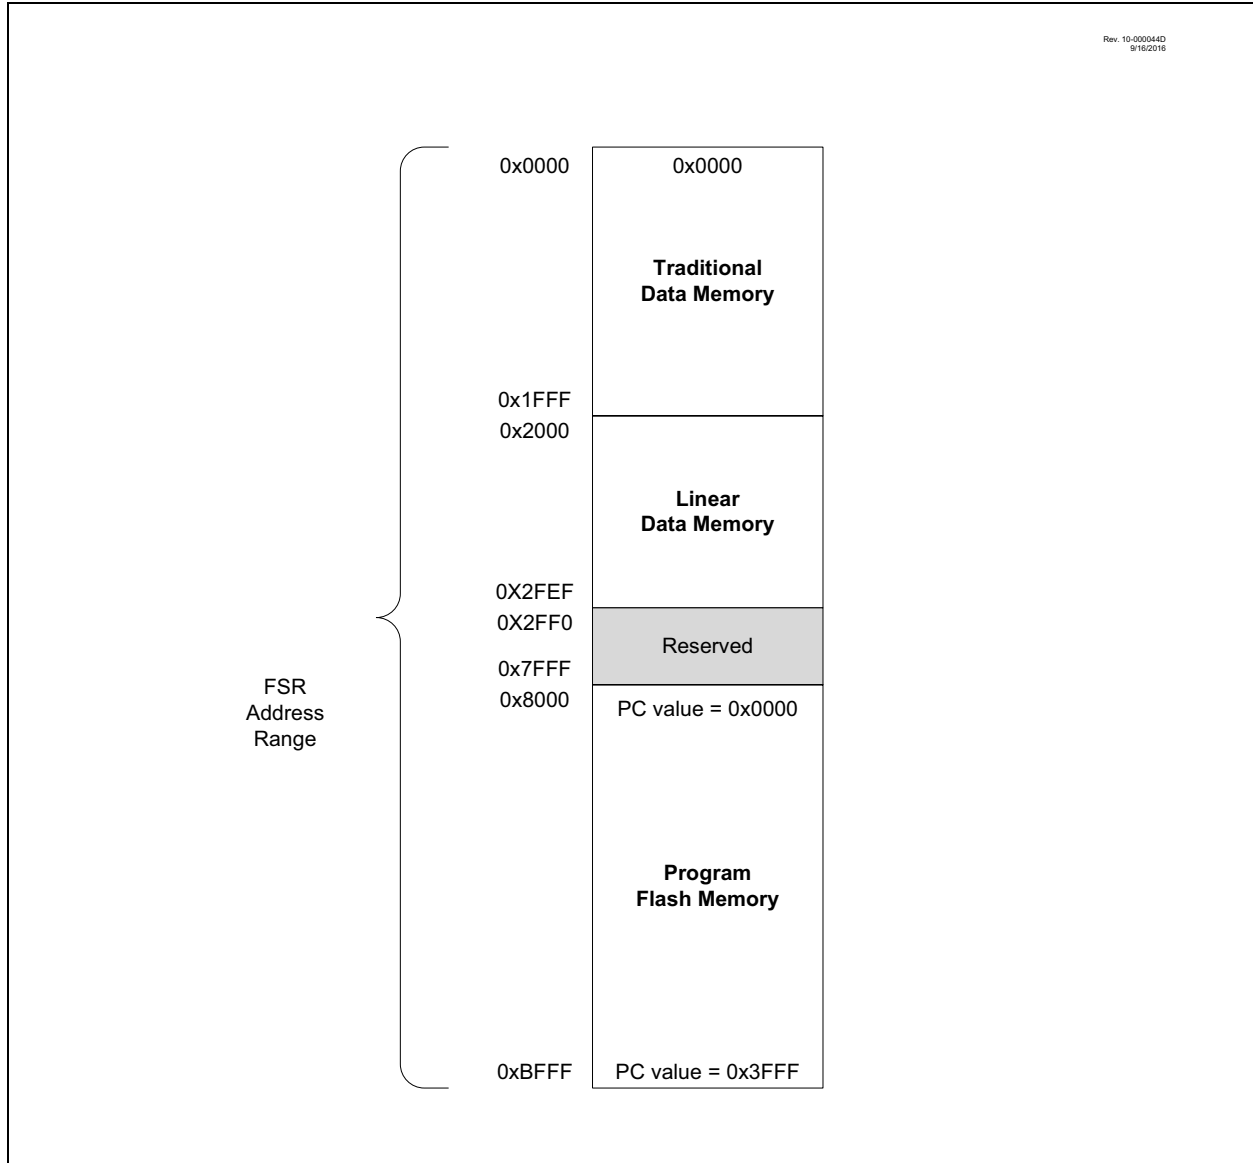 Rev. 10-000044D
9/16/2016
0x0000
0x0000
Traditional
Data Memory
0x1FFF
0x2000
Linear
Data Memory
0X2FEF
0X2FF0
Reserved
0x7FFF
0x8000
PC value = 0x0000
FSR
Address
Range
Program
Flash Memory
0xBFFF
PC value = 0x3FFF